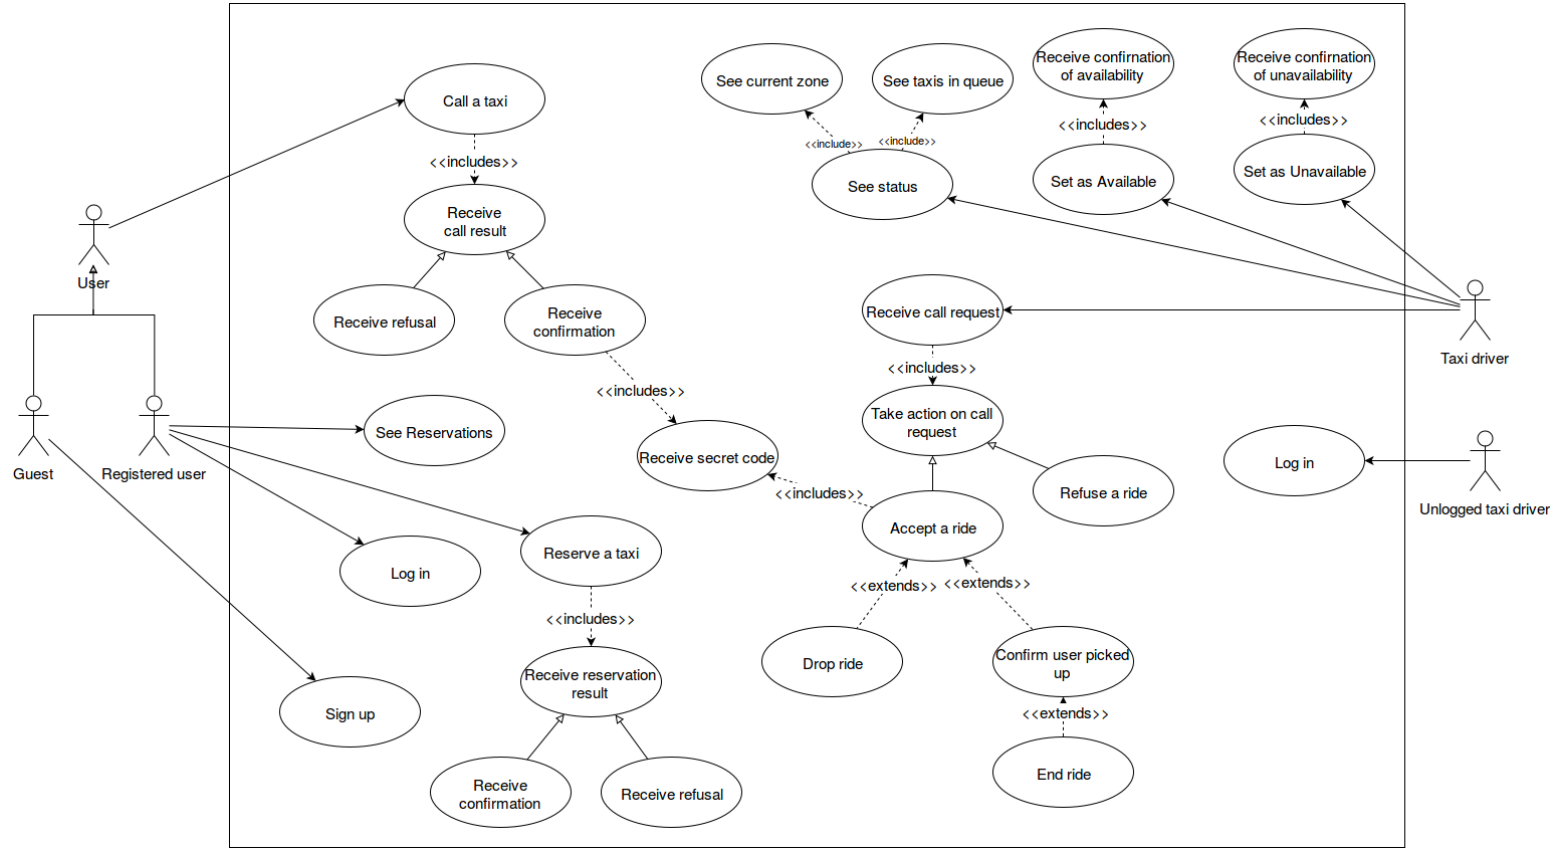 Call a taxi
<<includes>>
Receive
call result
Receive refusal
Receive
confirmation
<<includes>>
User
Guest
Registered user
See Reservations
Receive secret code
Log in
Reserve a taxi
<<includes>>
Receive reservation
result
Sign up
Receive
confirmation
Receive refusal
See current zone
See taxis in queue
<<include>>
<<include>>
See status
Receive confirnation
of availability
<<includes>>
Set as Available
Receive confirnation
of unavailability
<<includes>>
Set as Unavailable
Receive call request
<<includes>>
Take action on call
request
Refuse a ride
<<includes>>
Accept a ride
<<extends>>
<<extends>>
Drop ride
Confirm user picked
up
<<extends>>
End ride
Taxi driver
Log in
Unlogged taxi driver